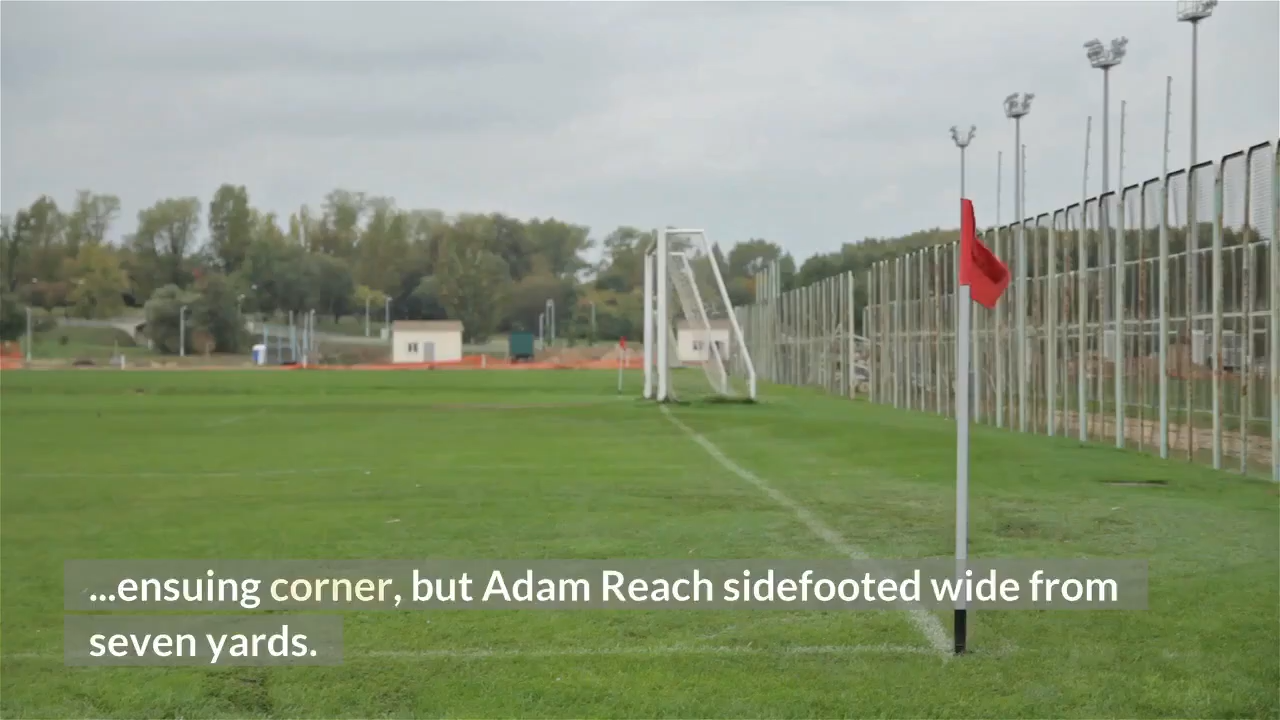 ...ensuing corner, but Adam Reach sidefooted wide from
seven yards.